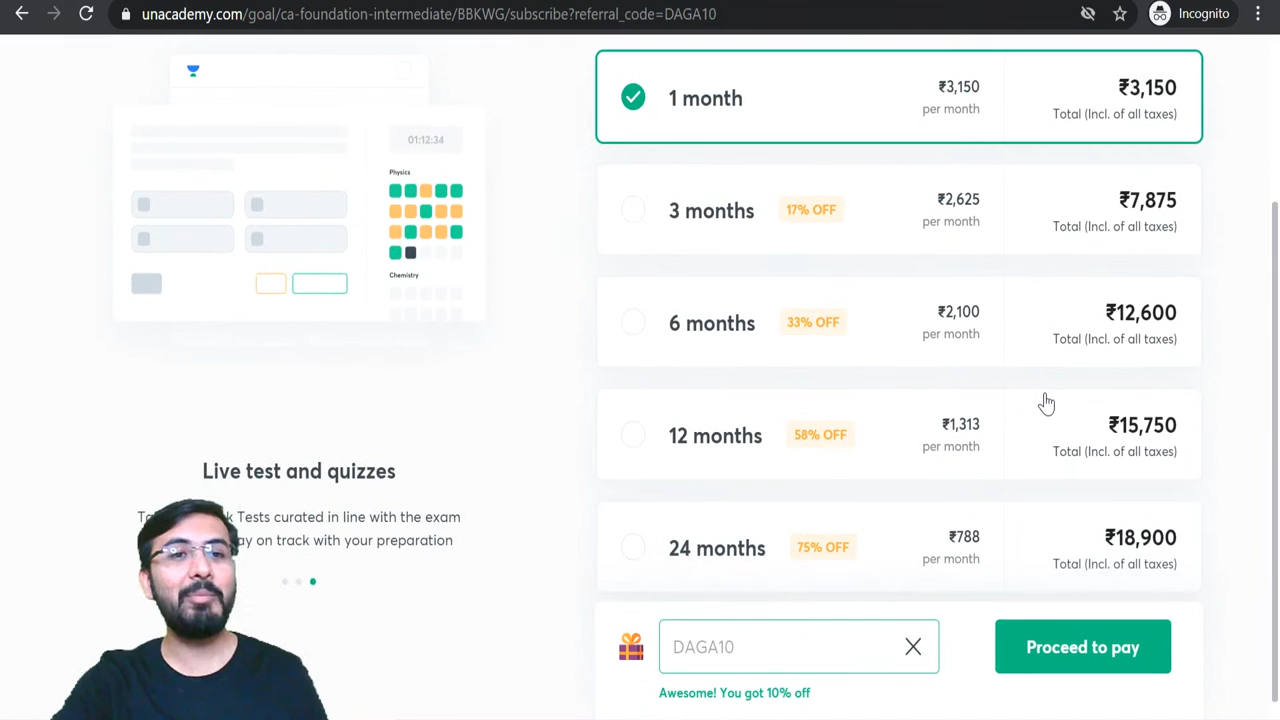 unacademy.com/goal/ca-foundation-intermediate/BBKWG/subscribe?referral_code=DAGA10
Incognito
01:12:34
Physics
Chemistry
Live test and quizzes
k Tests curated in line with the exam
ay on track with your preparation
1 month
₹3,150
per month
₹3,150
Total (Incl. of all taxes)
3 months
17% OFF
₹2,625
per month
₹7,875
Total (Incl. of all taxes)
6 months
33% OFF
₹2,100
per month
₹12,600
Total (Incl. of all taxes)
12 months
58% OFF
₹1,313
per month
₹15,750
Total (Incl. of all taxes)
24 months
75% OFF
₹788
per month
₹18,900
Total (Incl. of all taxes)
DAGA10
Proceed to pay
Awesome! You got 10% off